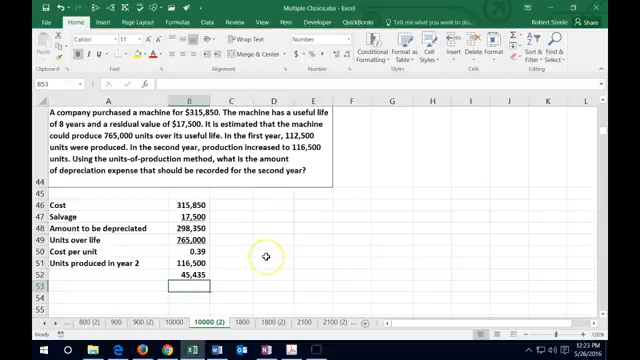 Multiple Choice.xlsx - Excel
Robert Steele
Share
File Home Insert Page Layout Formulas Data Review View Pens Developer QuickBooks Tell me what you want to do
Calibri 11
Wrap Text
Merge & Center
Conditional Formatting
Format as Table
Cell Styles
Insert Delete Format
Sort & Filter
Find & Select
Clipboard Font Alignment Number Styles Cells Editing
B53
A B C D E F G H I J K L
A company purchased a machine for $315,850. The machine has a useful life
of 8 years and a residual value of $17,500. It is estimated that the machine
could produce 765,000 units over its useful life. In the first year, 112,500
units were produced. In the second year, production increased to 116,500
units. Using the units-of-production method, what is the amount
44 of depreciation expense that should be recorded for the second year?
45
46 Cost 315,850
47 Salvage 17,500
48 Amount to be depreciated 298,350
49 Units over life 765,000
50 Cost per unit 0.39
51 Units produced in year 2 116,500
52 45,435
53
54
55
800 (2) 900 900 (2) 10000 10000 (2) 1800 1800 (2) 2100 2100 (2)
Ready
12:23 PM
5/26/2016